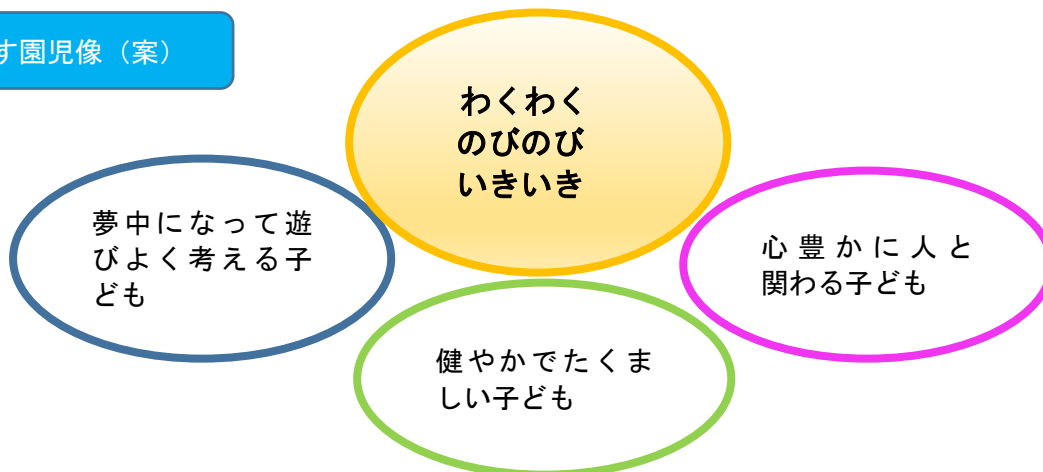 す園児像（案）
わくわく
のびのび
いきいき
夢中になって遊
びよく考える子
ども
心豊かに人と
関わる子ども
健やかでたくま
しい子ども